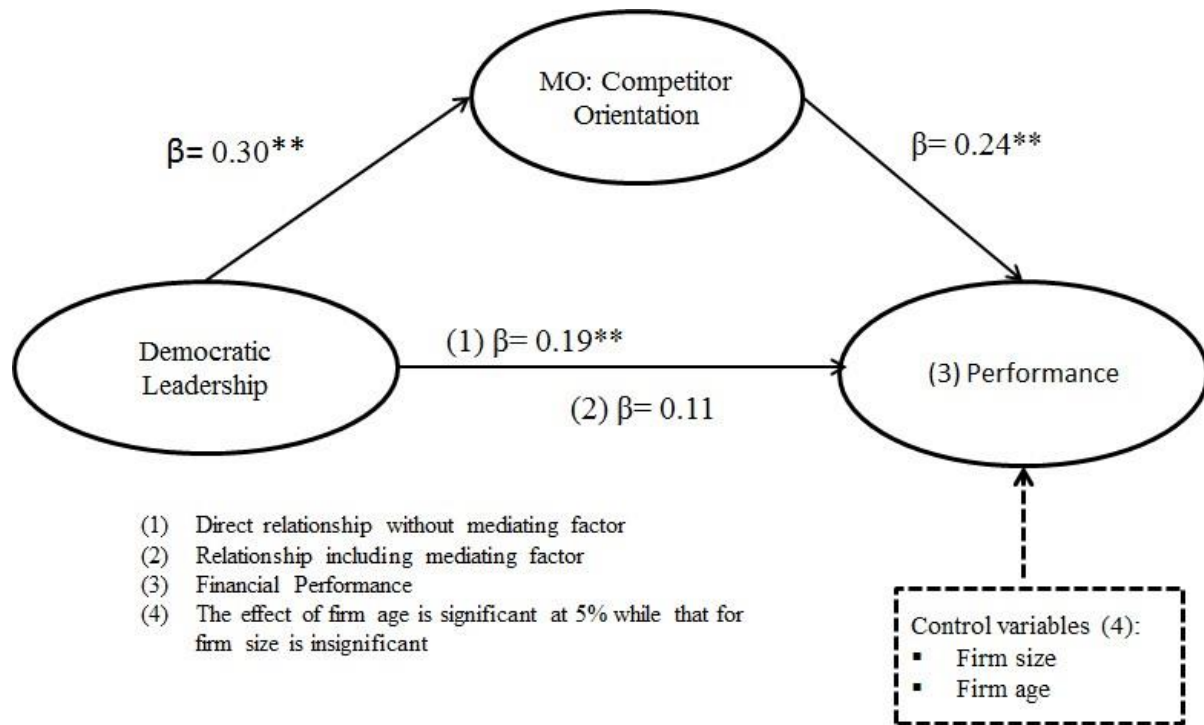 MO: Competitor
Orientation
β= 0.30**
β= 0.24**
Democratic
Leadership
(1) β= 0.19**
(2) β= 0.11
(3) Performance
(1) Direct relationship without mediating factor
(2) Relationship including mediating factor
(3) Financial Performance
(4) The effect of firm age is significant at 5% while that for
firm size is insignificant
Control variables (4):
▪ Firm size
▪ Firm age